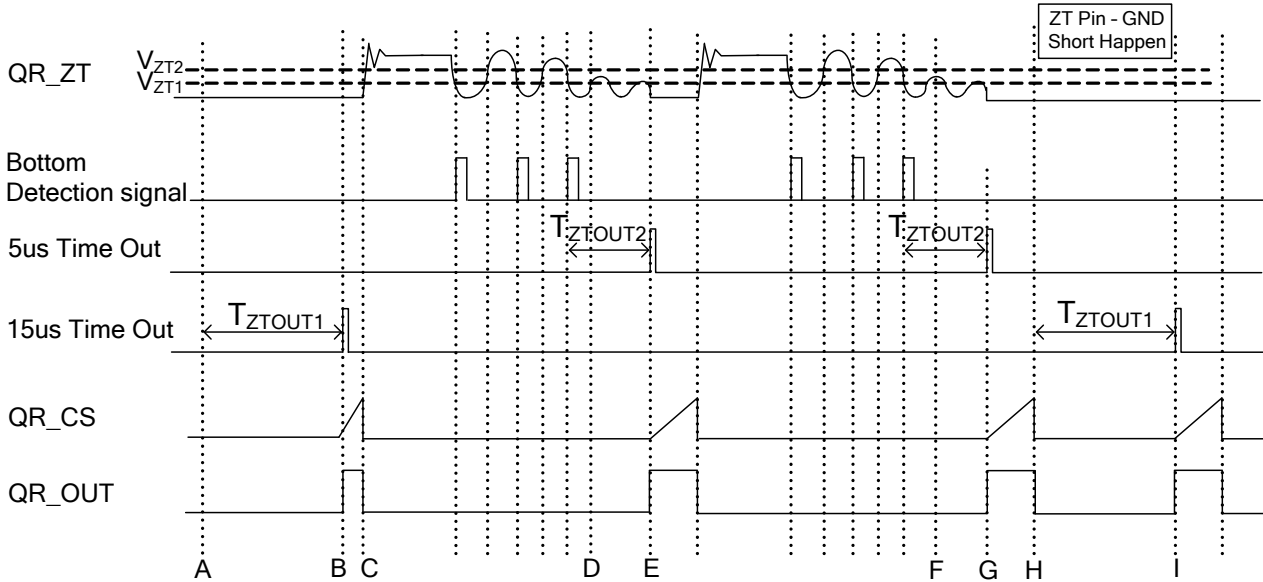 ZT Pin - GND
Short Happen
QR_ZT
VZT2
VZT1
Bottom
Detection signal
5us Time Out
TZTOUT2
TZTOUT2
15us Time Out
TZTOUT1
TZTOUT1
QR_CS
QR_OUT
A B C D E F G H I